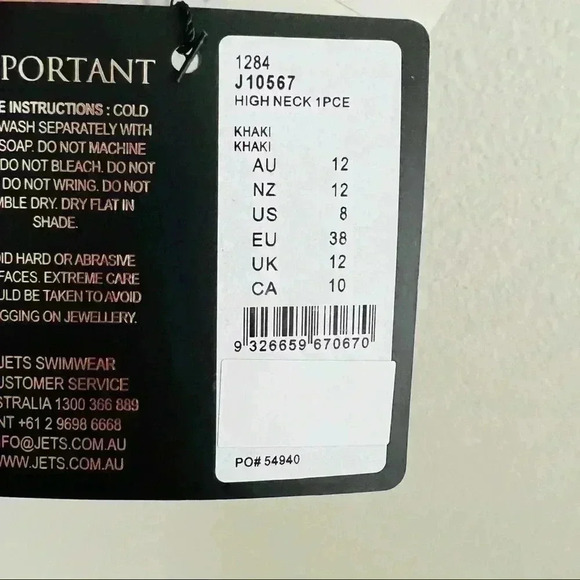 PORTANT
E INSTRUCTIONS : COLD
WASH SEPARATELY WITH
SOAP. DO NOT MACHINE
DO NOT BLEACH. DO NOT
DO NOT WRING. DO NOT
MBLE DRY. DRY FLAT IN
SHADE.
OID HARD OR ABRASIVE
FACES. EXTREME CARE
ULD BE TAKEN TO AVOID
GGING ON JEWELLERY.
JETS SWIMWEAR
USTOMER SERVICE
STRALIA 1300 366 889
NT +61 2 9698 6668
FO@JETS.COM.AU
WW.JETS.COM.AU
1284
J10567
HIGH NECK 1PCE
KHAKI
KHAKI
AU 12
NZ 12
US 8
EU 38
UK 12
CA 10
9 326659 670670
PO# 54940